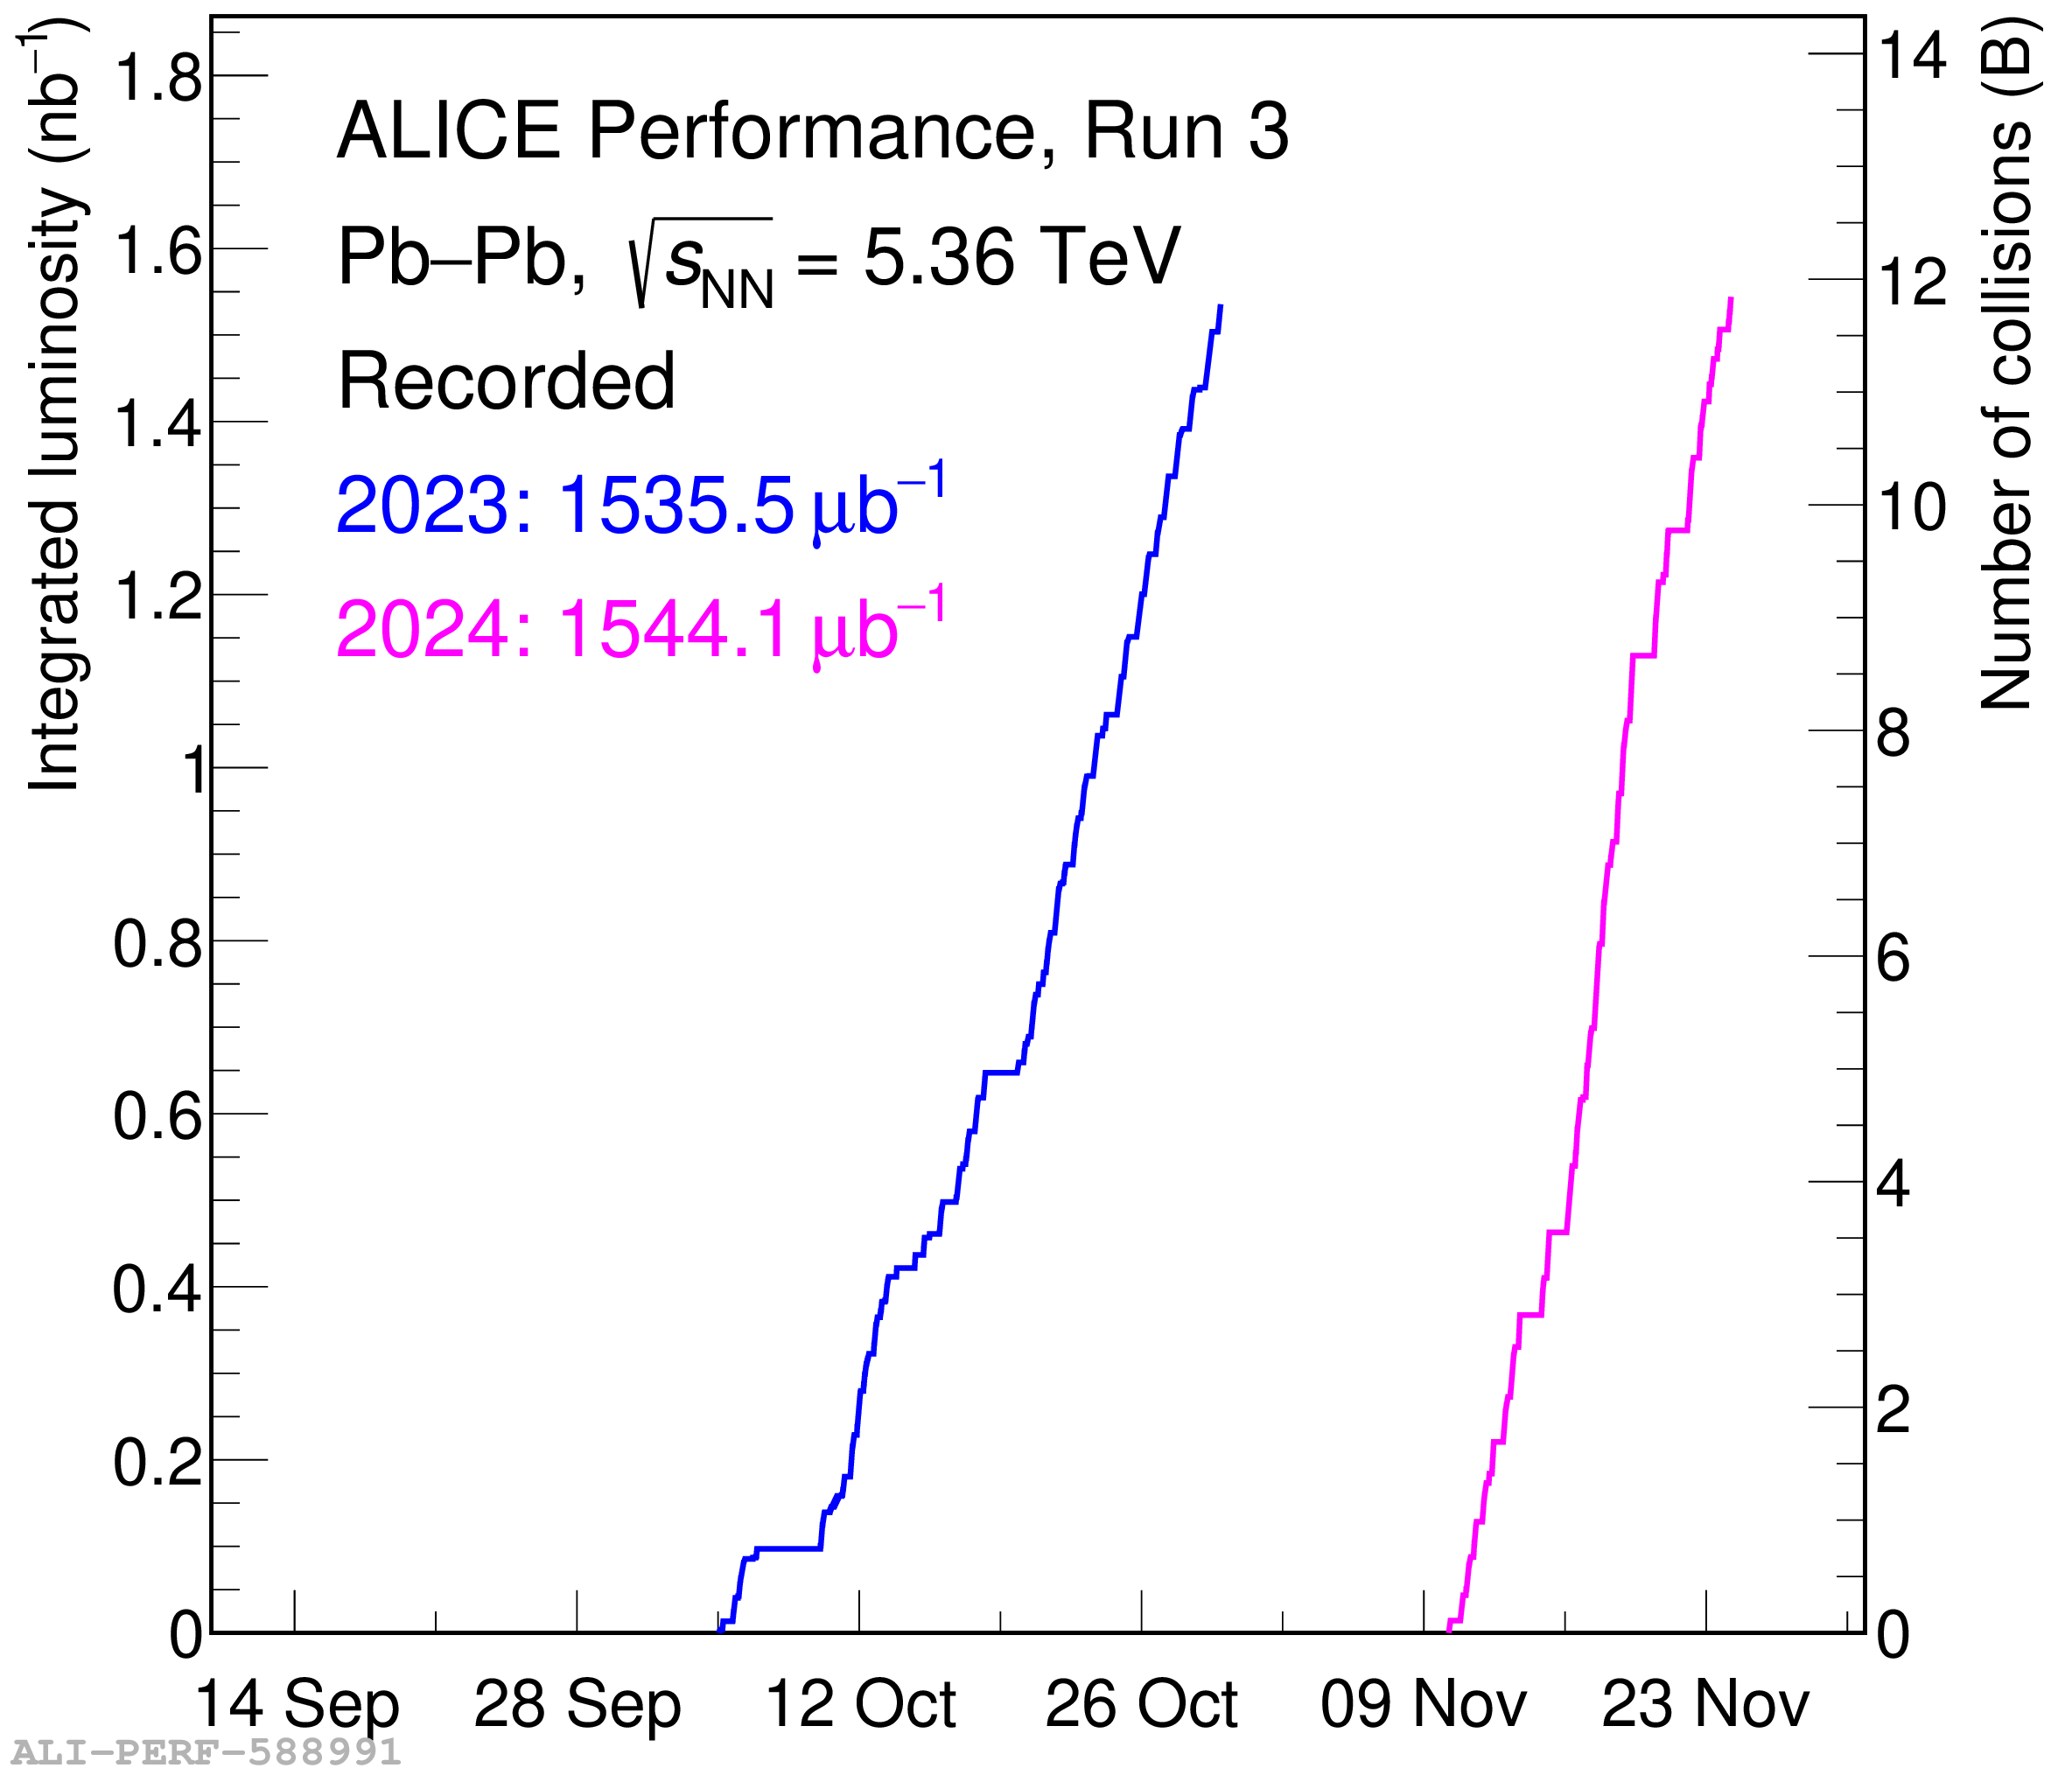 Integrated luminosity (nb⁻¹)
1.8
1.6
1.4
1.2
1
0.8
0.6
0.4
0.2
0
ALICE Performance, Run 3
Pb–Pb, √sNN = 5.36 TeV
Recorded
2023: 1535.5 μb⁻¹
2024: 1544.1 μb⁻¹
14
12
10
8
6
4
2
0
Number of collisions (B)
14 Sep 28 Sep 12 Oct 26 Oct 09 Nov 23 Nov
ALI-PERF-588991